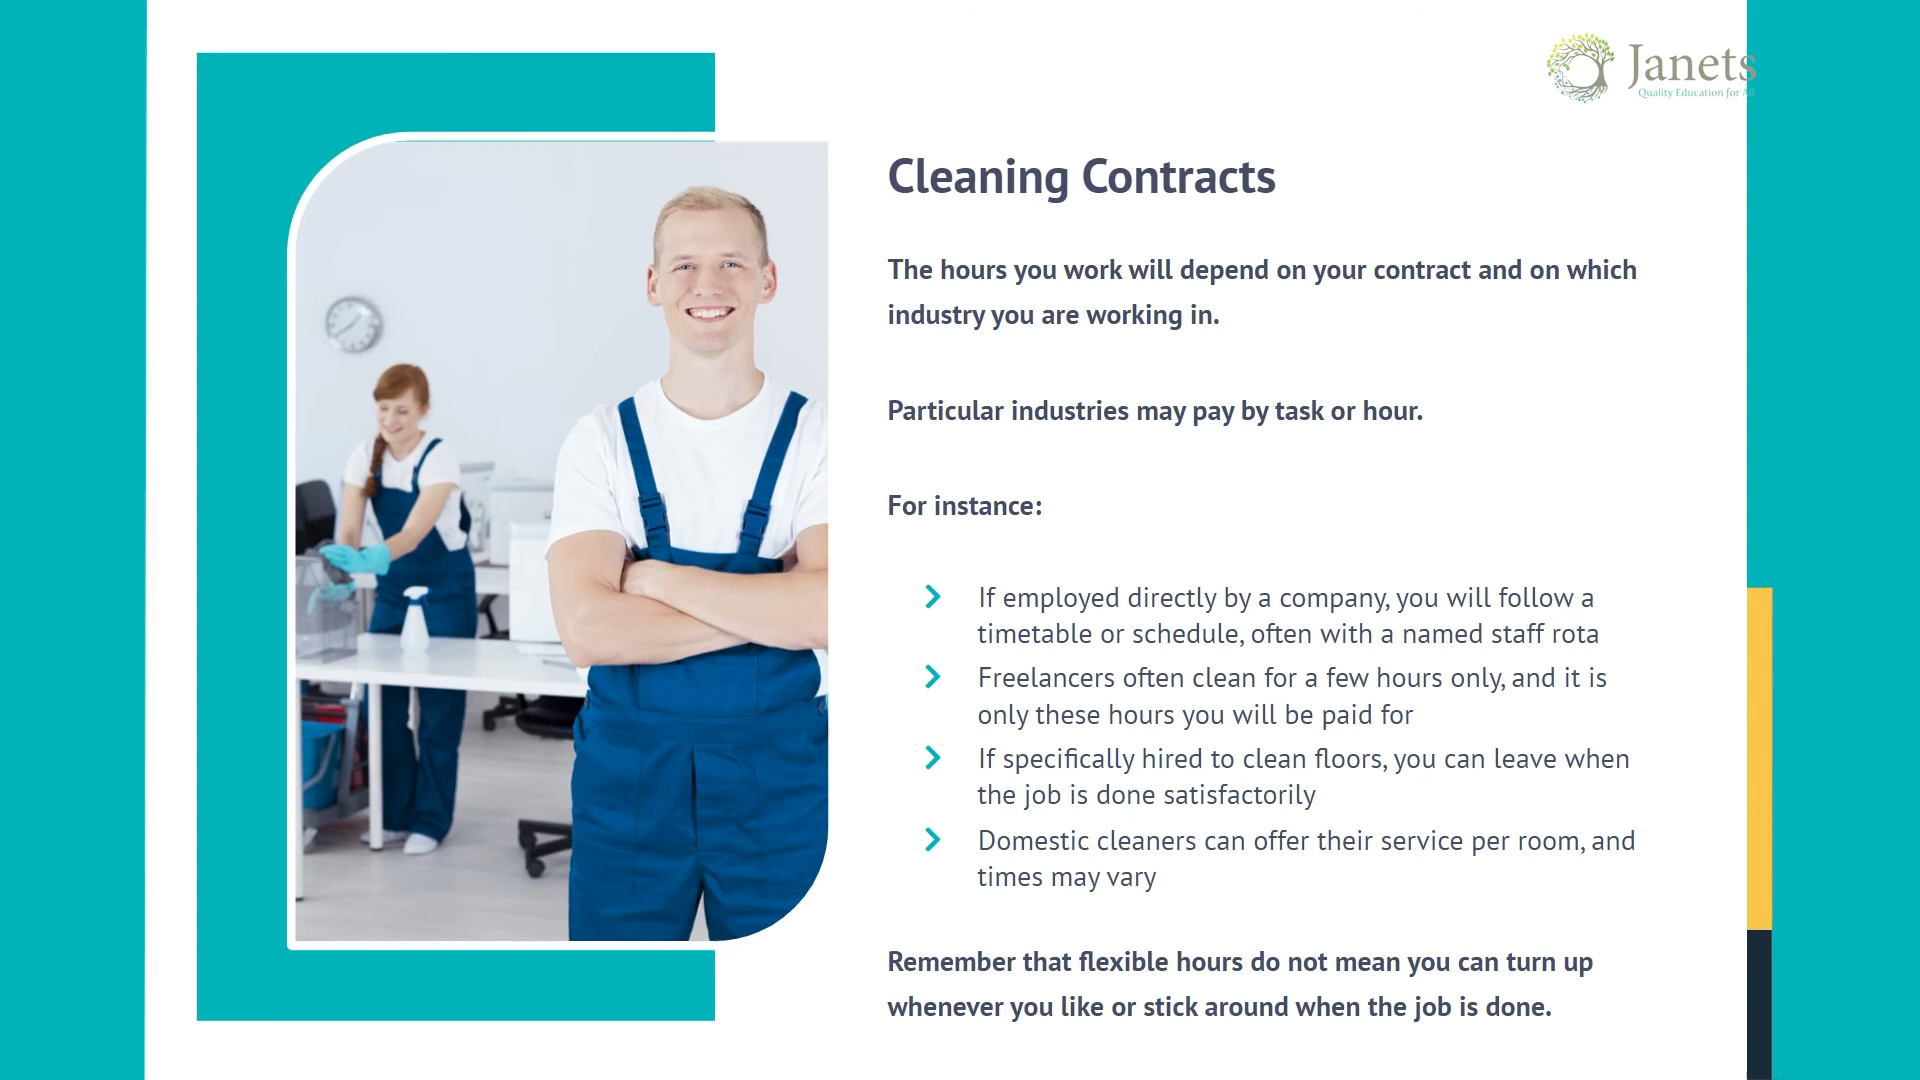 Janets
Quality Education for All
Cleaning Contracts
The hours you work will depend on your contract and on which
industry you are working in.
Particular industries may pay by task or hour.
For instance:
If employed directly by a company, you will follow a
timetable or schedule, often with a named staff rota
Freelancers often clean for a few hours only, and it is
only these hours you will be paid for
If specifically hired to clean floors, you can leave when
the job is done satisfactorily
Domestic cleaners can offer their service per room, and
times may vary
Remember that flexible hours do not mean you can turn up
whenever you like or stick around when the job is done.